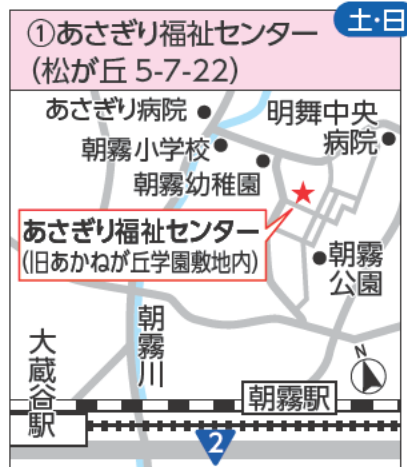 ①あさぎり福祉センター
土・日
(松が丘 5-7-22)
あさぎり病院
明舞中央
病院
朝霧小学校
朝霧幼稚園
あさぎり福祉センター
(旧あかねが丘学園敷地内)
朝霧
公園
朝霧川
大蔵谷駅
N
朝霧駅
2